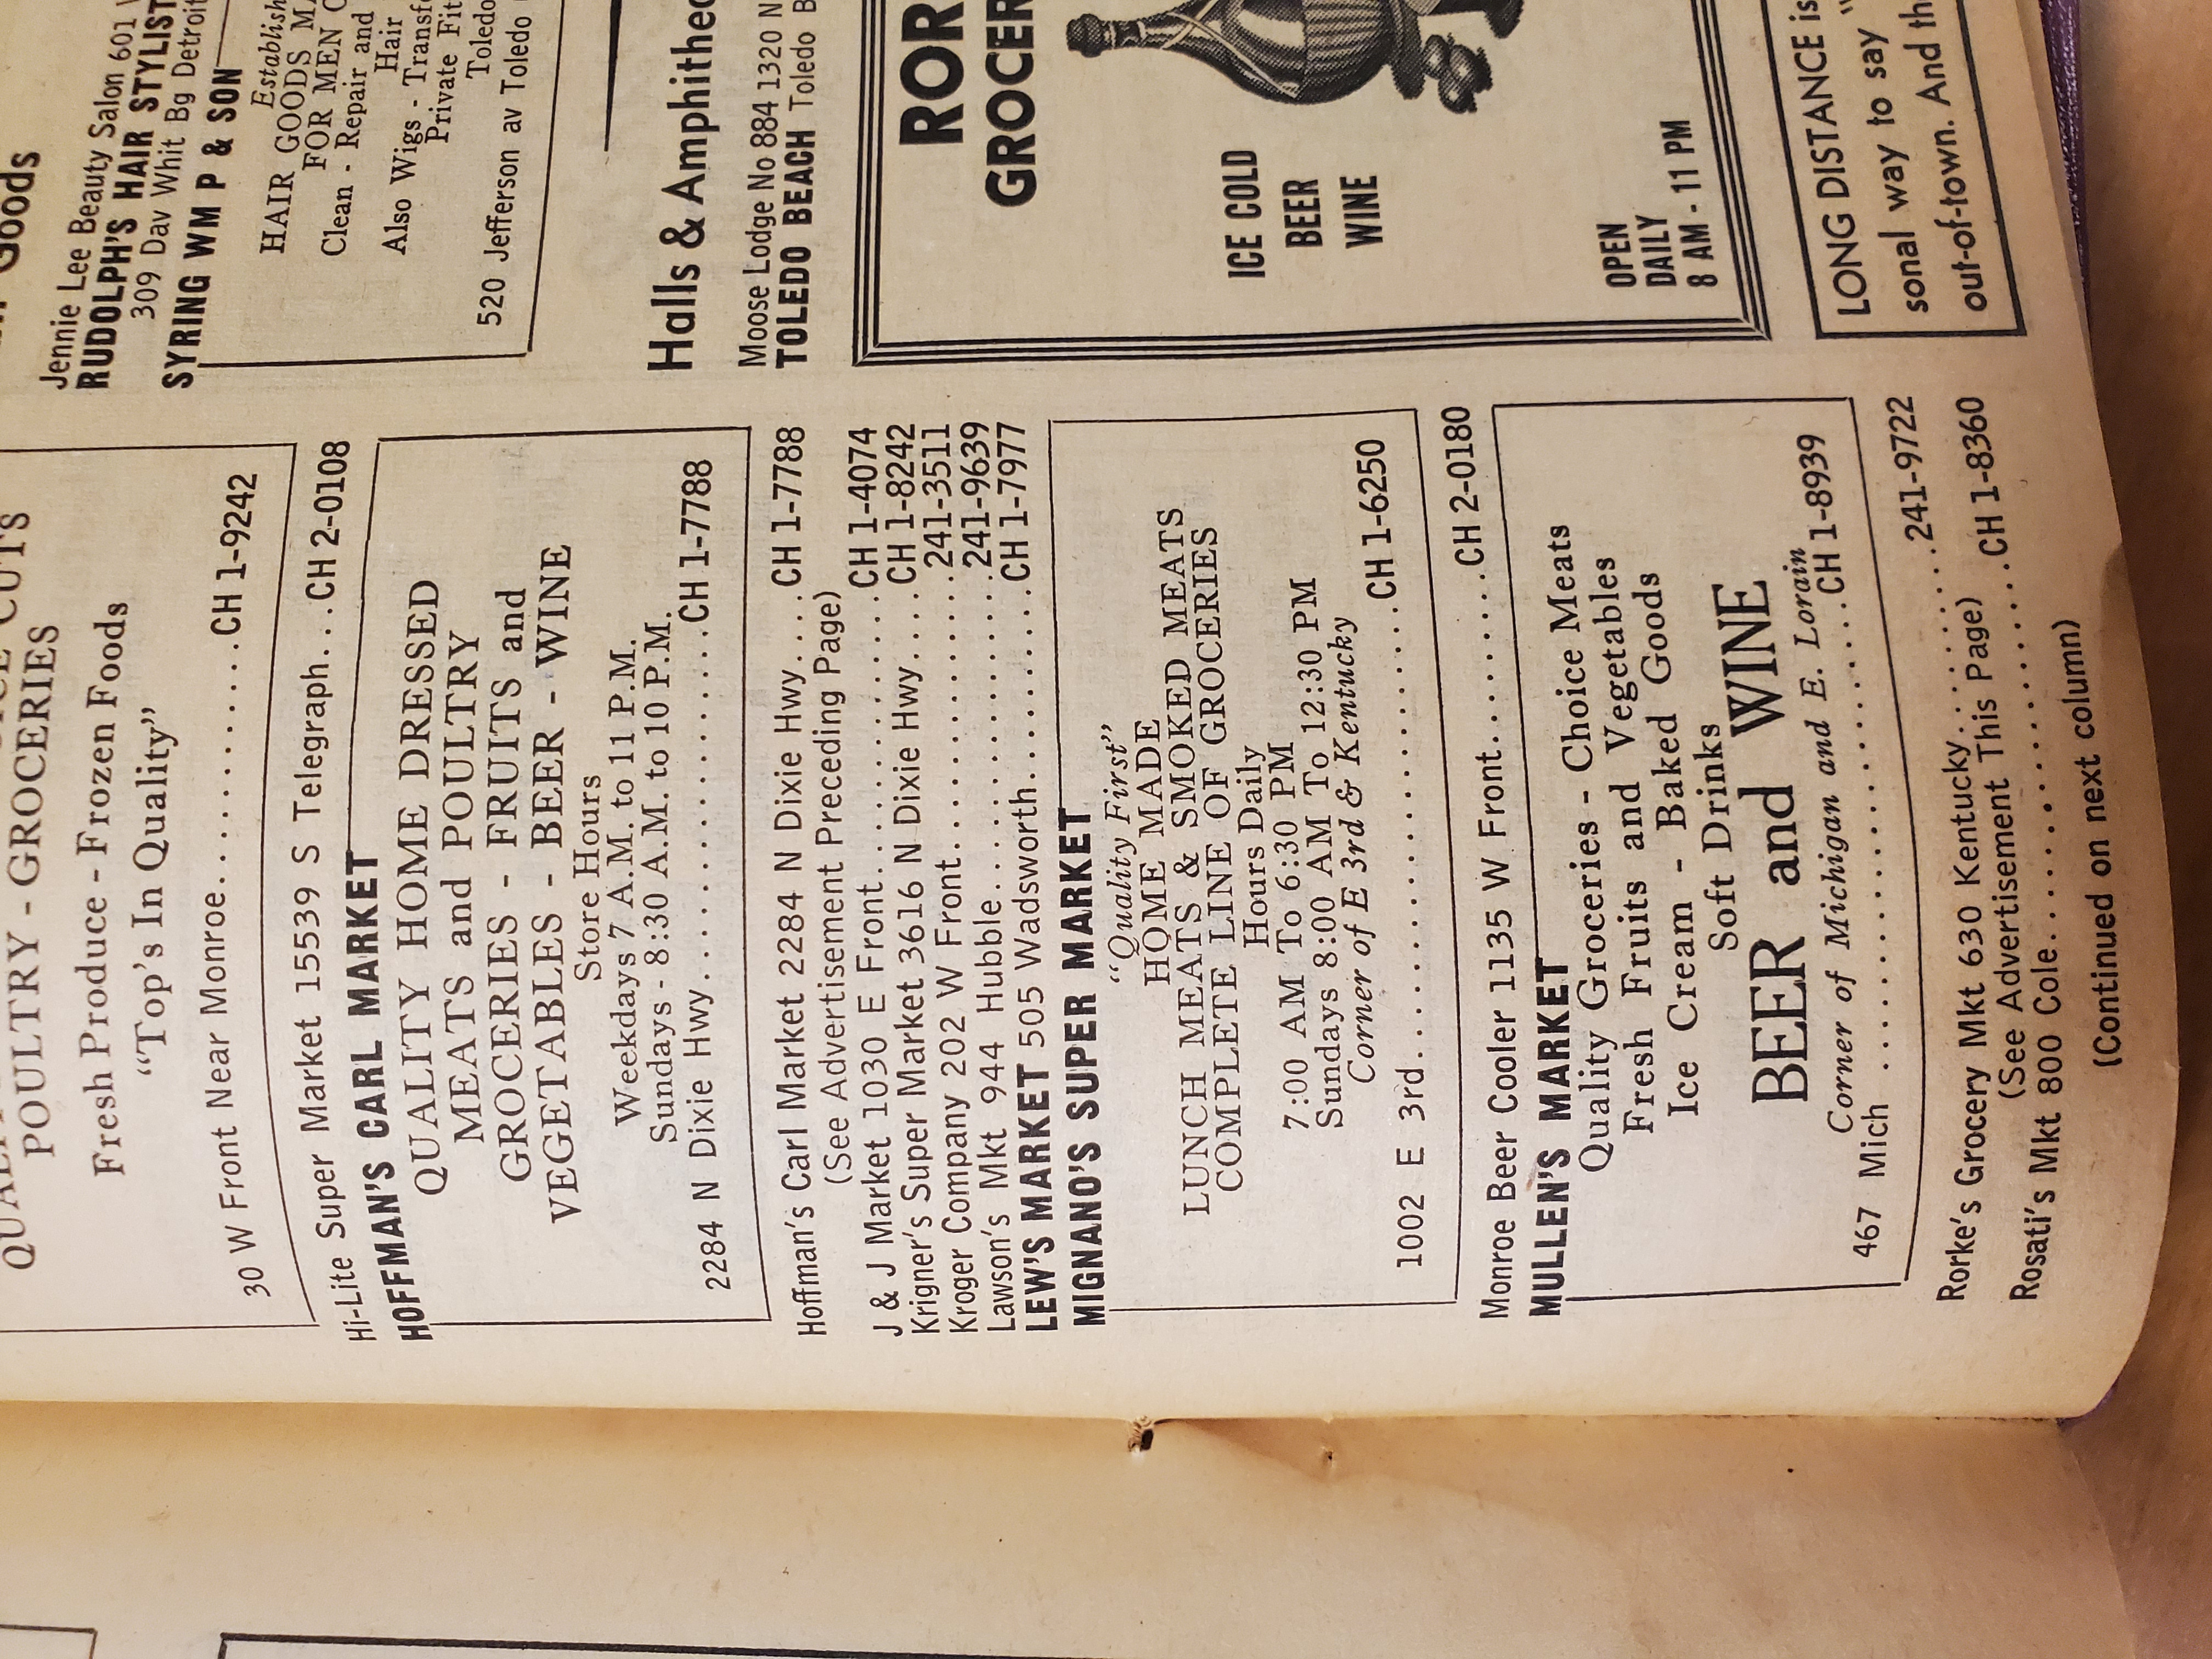 QUALITY
CUTS
POULTRY - GROCERIES
Fresh Produce - Frozen Foods
“Top's In Quality”
30 W Front Near Monroe..........CH 1-9242
Hi-Lite Super Market 15539 S Telegraph...CH 2-0108
HOFFMAN'S CARL MARKET
QUALITY HOME DRESSED
MEATS and POULTRY
GROCERIES - FRUITS and
VEGETABLES - BEER - WINE
Store Hours
Weekdays 7 A.M. to 11 P.M.
Sundays - 8:30 A.M. to 10 P.M.
2284 N Dixie Hwy..................CH 1-7788
Hoffman's Carl Market 2284 N Dixie Hwy....CH 1-7788
(See Advertisement Preceding Page)
J & J Market 1030 E Front..............CH 1-4074
Krigner's Super Market 3616 N Dixie Hwy....CH 1-8242
Kroger Company 202 W Front..............241-3511
Lawson's Mkt 944 Hubble..............241-9639
LEW'S MARKET 505 Wadsworth..........CH 1-7977
MIGNANO'S SUPER MARKET
“Quality First”
HOME MADE
LUNCH MEATS & SMOKED MEATS
COMPLETE LINE OF GROCERIES
Hours Daily
7:00 AM To 6:30 PM
Sundays 8:00 AM To 12:30 PM
Corner of E 3rd & Kentucky
1002 E 3rd......................CH 1-6250
Monroe Beer Cooler 1135 W Front........CH 2-0180
MULLEN'S MARKET
Quality Groceries - Choice Meats
Fresh Fruits and Vegetables
Ice Cream - Baked Goods
Soft Drinks
BEER and WINE
Corner of Michigan and E. Lorain
467 Mich ......................CH 1-8939
Rorke's Grocery Mkt 630 Kentucky..........241-9722
(See Advertisement This Page)
Rosati's Mkt 800 Cole................CH 1-8360
(Continued on next column)
Goods
Jennie Lee Beauty Salon 601
RUDOLPH'S HAIR STYLIST
309 Dav Whit Bg Detroit
SYRING WM P & SON
Establish
HAIR GOODS
FOR MEN
Clean - Repair and
Hair
Also Wigs - Transf
Private Fit
Toledo
520 Jefferson av Toledo
Halls & Amphithe
Moose Lodge No 884 1320 N
TOLEDO BEACH Toledo B
ROR
GROCER
ICE COLD
BEER
WINE
OPEN
DAILY
8 AM - 11 PM
LONG DISTANCE is
sonal way to say “
out-of-town. And th